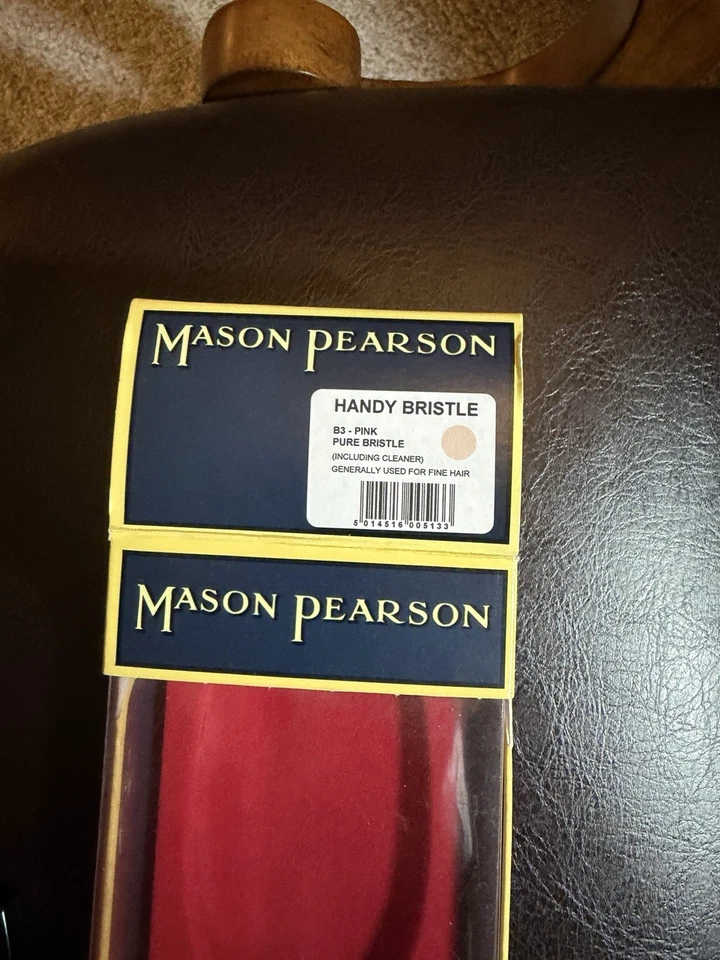 MASON PEARSON
HANDY BRISTLE
B3 - PINK
PURE BRISTLE
(INCLUDING CLEANER)
GENERALLY USED FOR FINE HAIR
5 014516 005133
MASON PEARSON